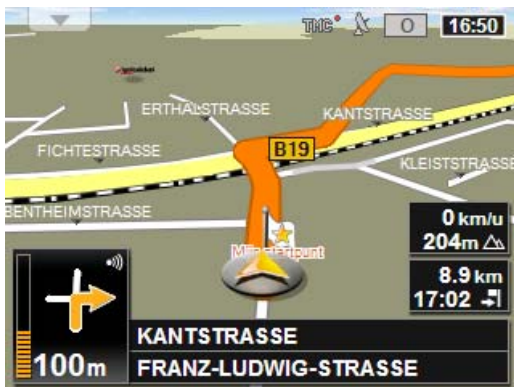 TMC 0 16:50
ERTHALSTRASSE
KANTSTRASSE
B19
FICHTESTRASSE
KLEISTSTRASSE
BENTHEIMSTRASSE
0 km/u
204m
8.9 km
17:02
100m
KANTSTRASSE
FRANZ-LUDWIG-STRASSE